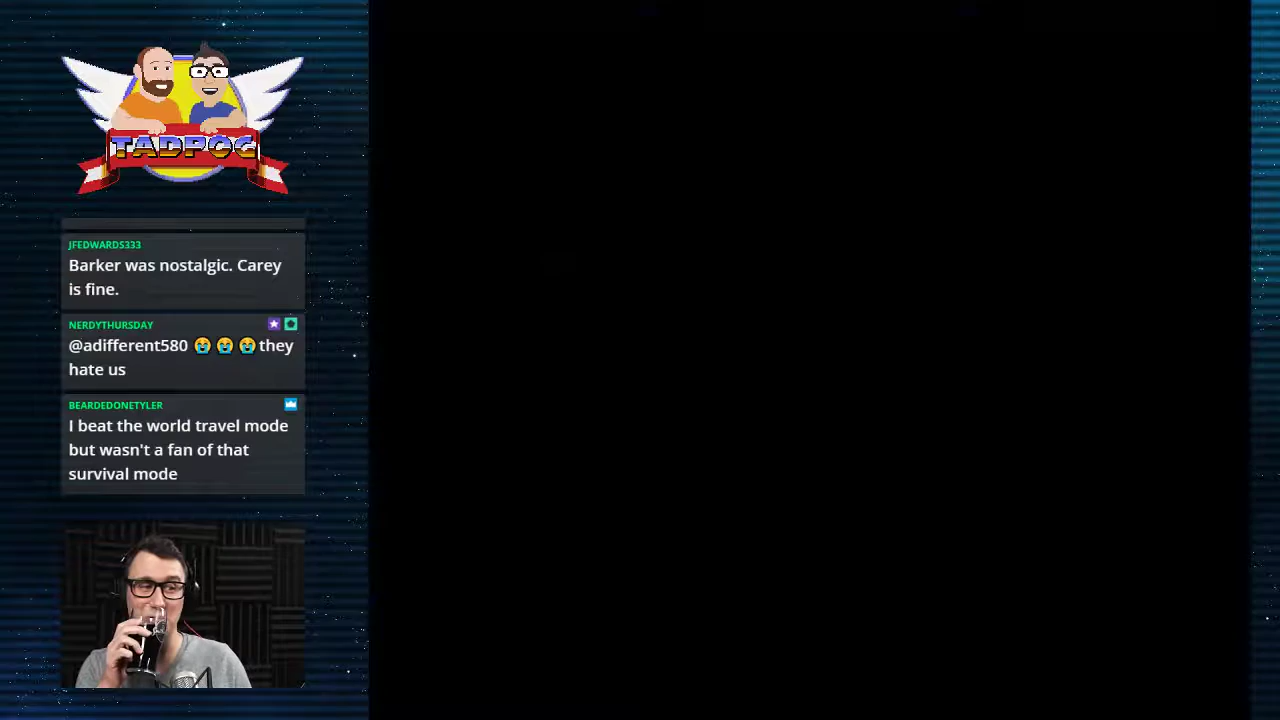 TADPOG
JFEDWARDS333
Barker was nostalgic. Carey
is fine.
NERDYTHURSDAY
@adifferent580 😭 😭 😭 they
hate us
BEARDEDONETYLER
I beat the world travel mode
but wasn't a fan of that
survival mode